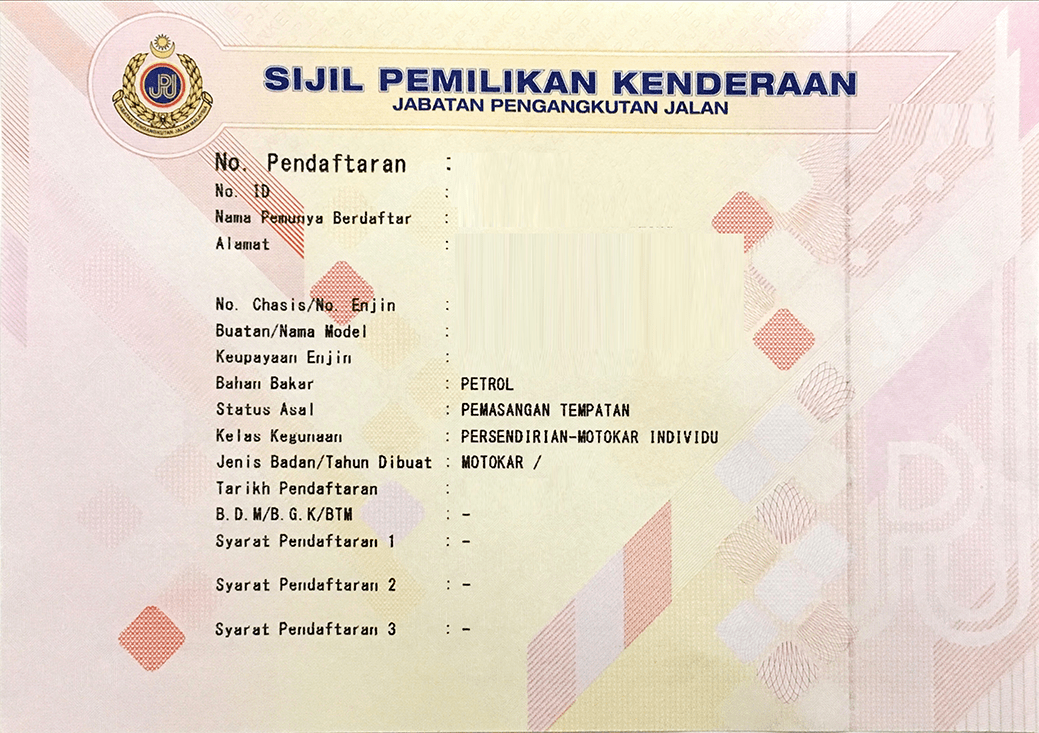 SIJIL PEMILIKAN KENDERAAN
JABATAN PENGANGKUTAN JALAN
JPJ
JABATAN PENGANGKUTAN JALAN MALAYSIA
No. Pendaftaran :
No. ID :
Nama Pemunya Berdaftar :
Alamat :
No. Chasis/No. Enjin :
Buatan/Nama Model :
Keupayaan Enjin :
Bahan Bakar : PETROL
Status Asal : PEMASANGAN TEMPATAN
Kelas Kegunaan : PERSENDIRIAN-MOTOKAR INDIVIDU
Jenis Badan/Tahun Dibuat : MOTOKAR /
Tarikh Pendaftaran :
B.D.M/B.G.K/BTM : -
Syarat Pendaftaran 1 : -
Syarat Pendaftaran 2 : -
Syarat Pendaftaran 3 : -